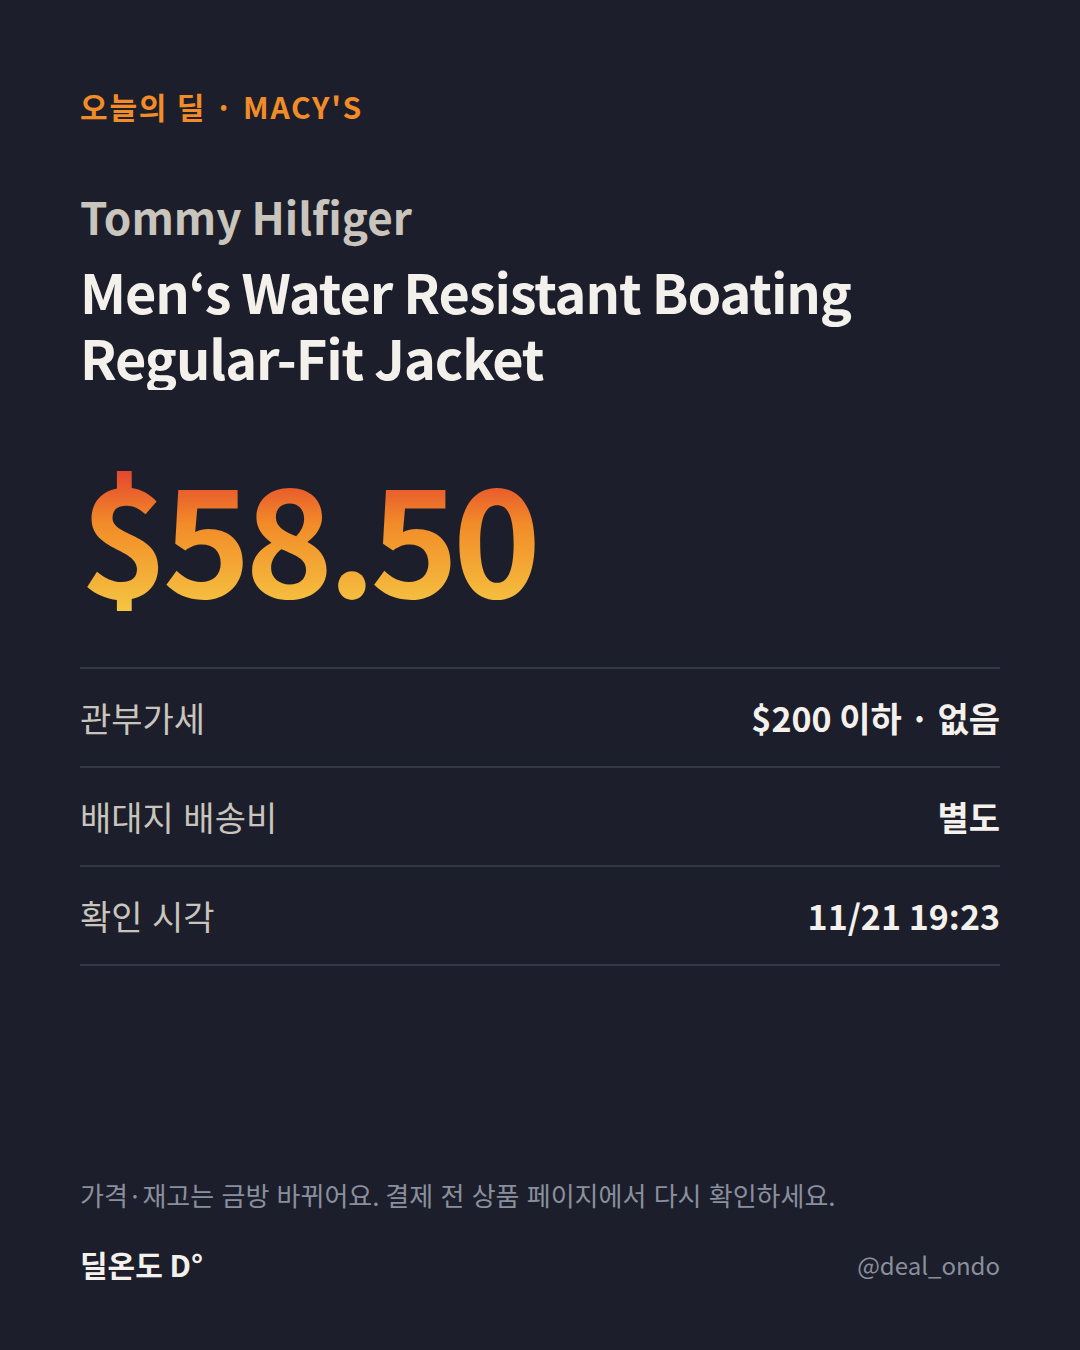 오늘의 딜 · MACY'S
Tommy Hilfiger
Men‘s Water Resistant Boating
Regular-Fit Jacket
$58.50
관부가세 $200 이하 · 없음
배대지 배송비 별도
확인 시각 11/21 19:23
가격·재고는 금방 바뀌어요. 결제 전 상품 페이지에서 다시 확인하세요.
딜온도 D° @deal_ondo